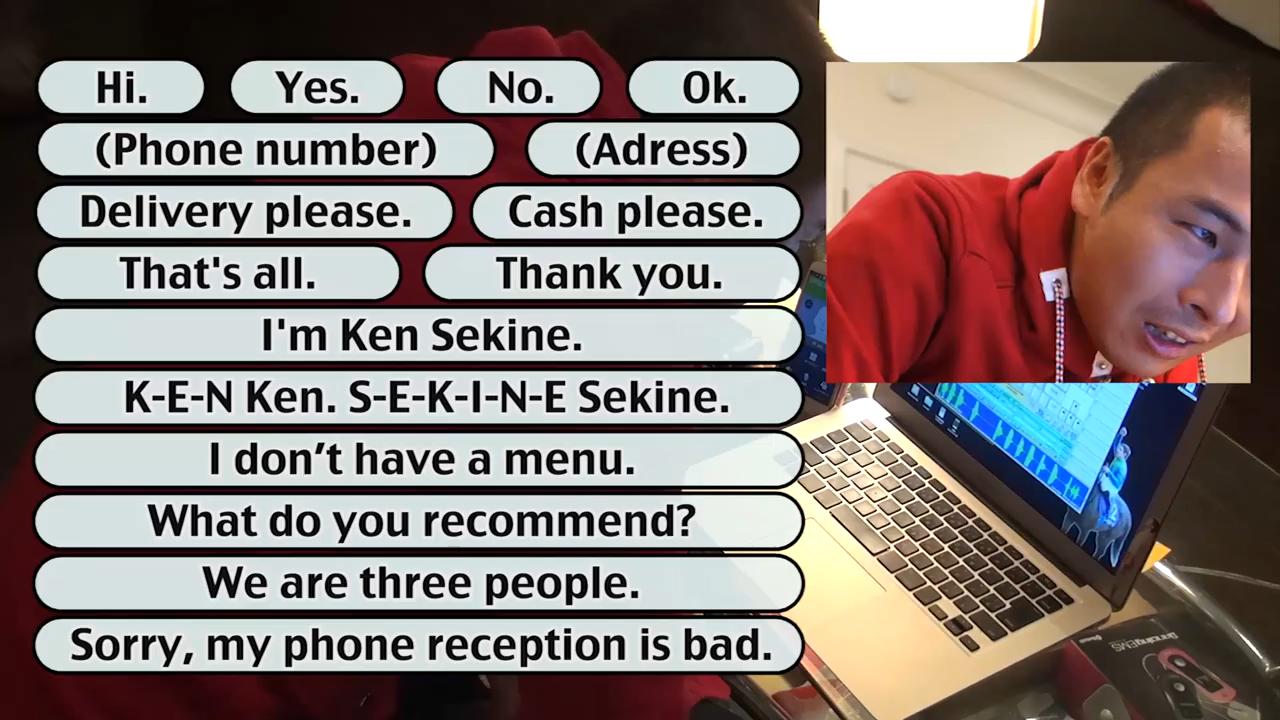 Hi. Yes. No. Ok.
(Phone number) (Adress)
Delivery please. Cash please.
That's all. Thank you.
I'm Ken Sekine.
K-E-N Ken. S-E-K-I-N-E Sekine.
I don’t have a menu.
What do you recommend?
We are three people.
Sorry, my phone reception is bad.